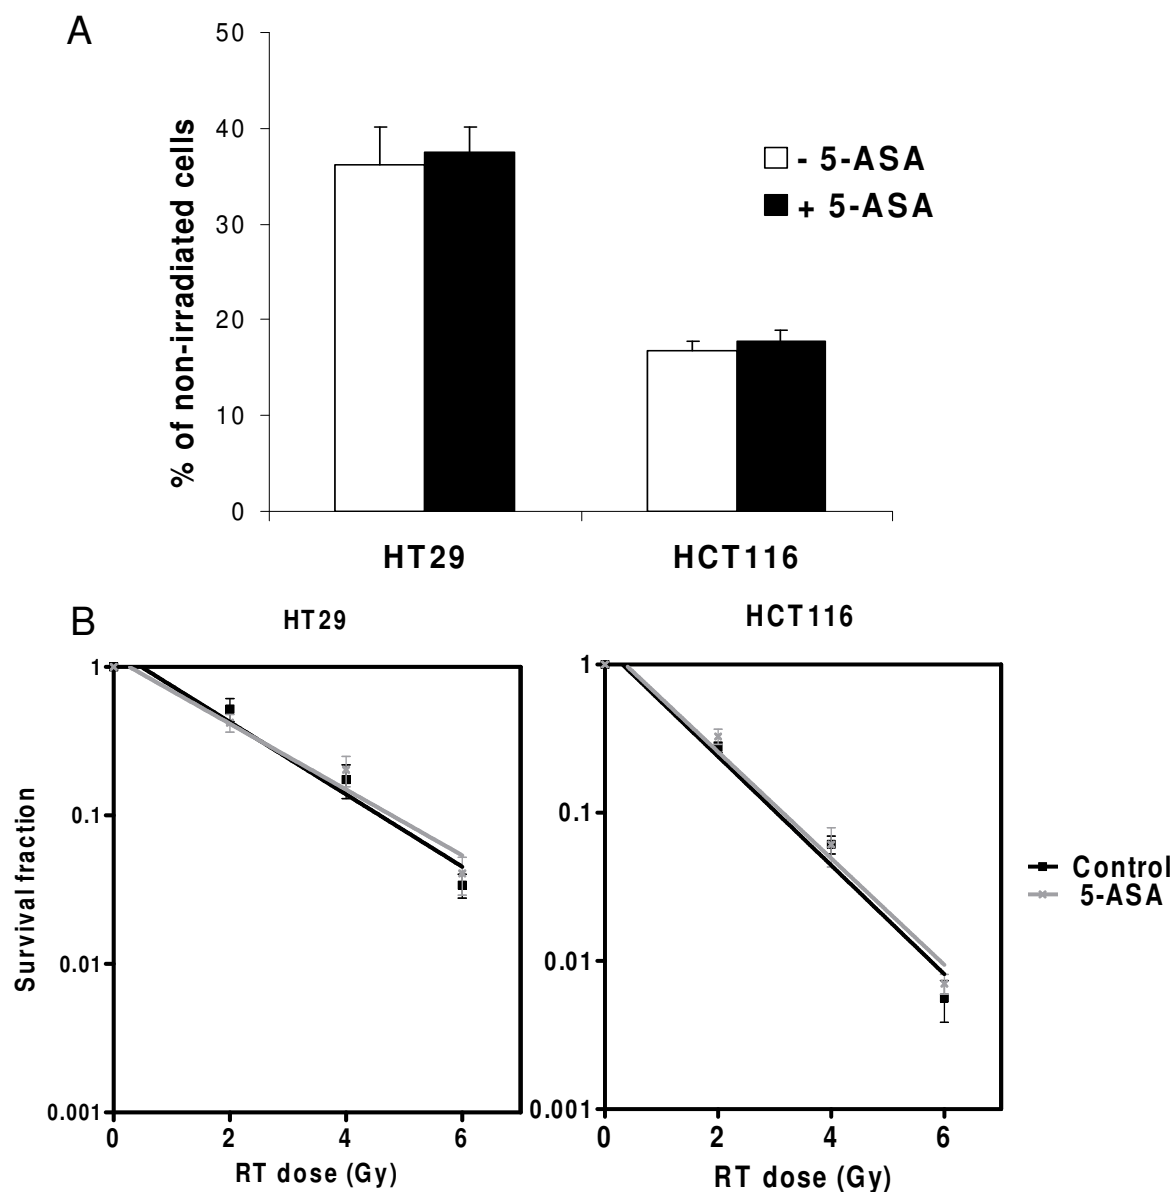 A
50
40
30
20
10
0
% of non-irradiated cells
- 5-ASA
+ 5-ASA
HT29
HCT116
B
HT29
1
0.1
0.01
0.001
Survival fraction
0
2
4
6
RT dose (Gy)
HCT116
1
0.1
0.01
0.001
0
2
4
6
RT dose (Gy)
Control
5-ASA